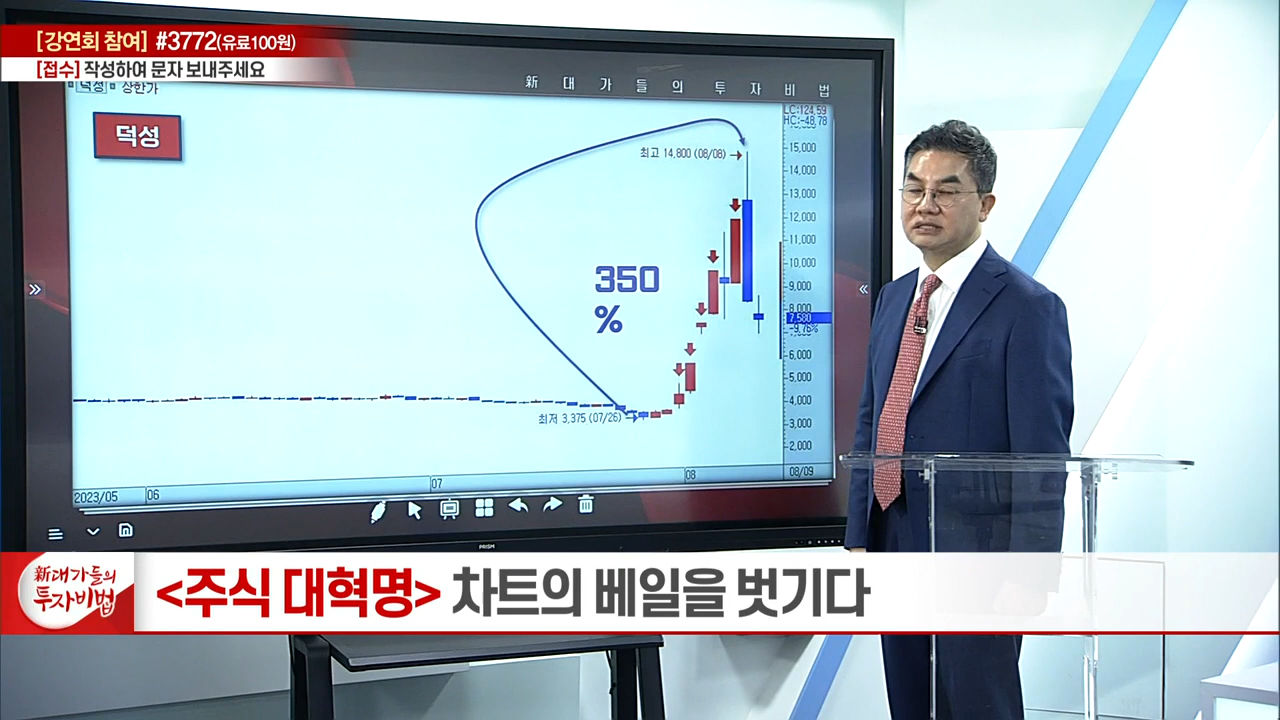 [강연회 참여] #3772(유료100원)
[접수] 작성하여 문자 보내주세요
덕성 상한가
新 대 가 들 의 투 자 비 법
덕성
LC:124.59
HC:-48.78
최고 14,800 (08/08)
15,000
14,000
13,000
12,000
11,000
10,000
9,000
8,000
7,580
-9.76%
6,000
5,000
4,000
3,000
2,000
350
%
최저 3,375 (07/26)
2023/05
06
07
08
08/09
PRISM
新대가들의
투자비법
<주식 대혁명> 차트의 베일을 벗기다